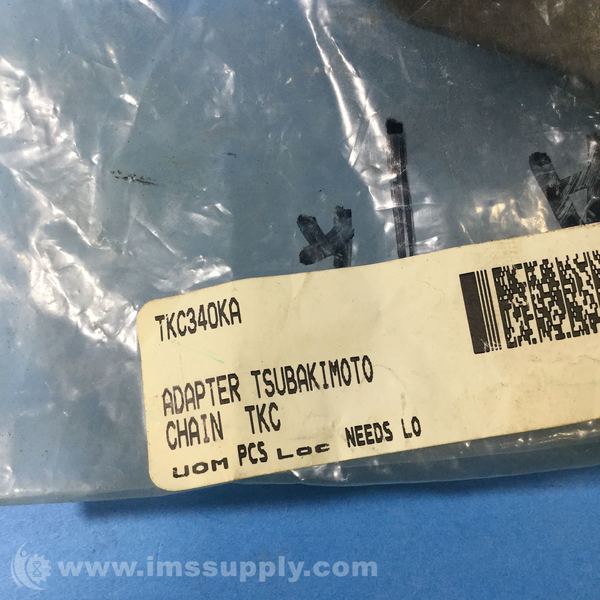 TKC340KA
ADAPTER TSUBAKIMOTO
CHAIN TKC
UOM PCS Loc NEEDS LO
www.imssupply.com